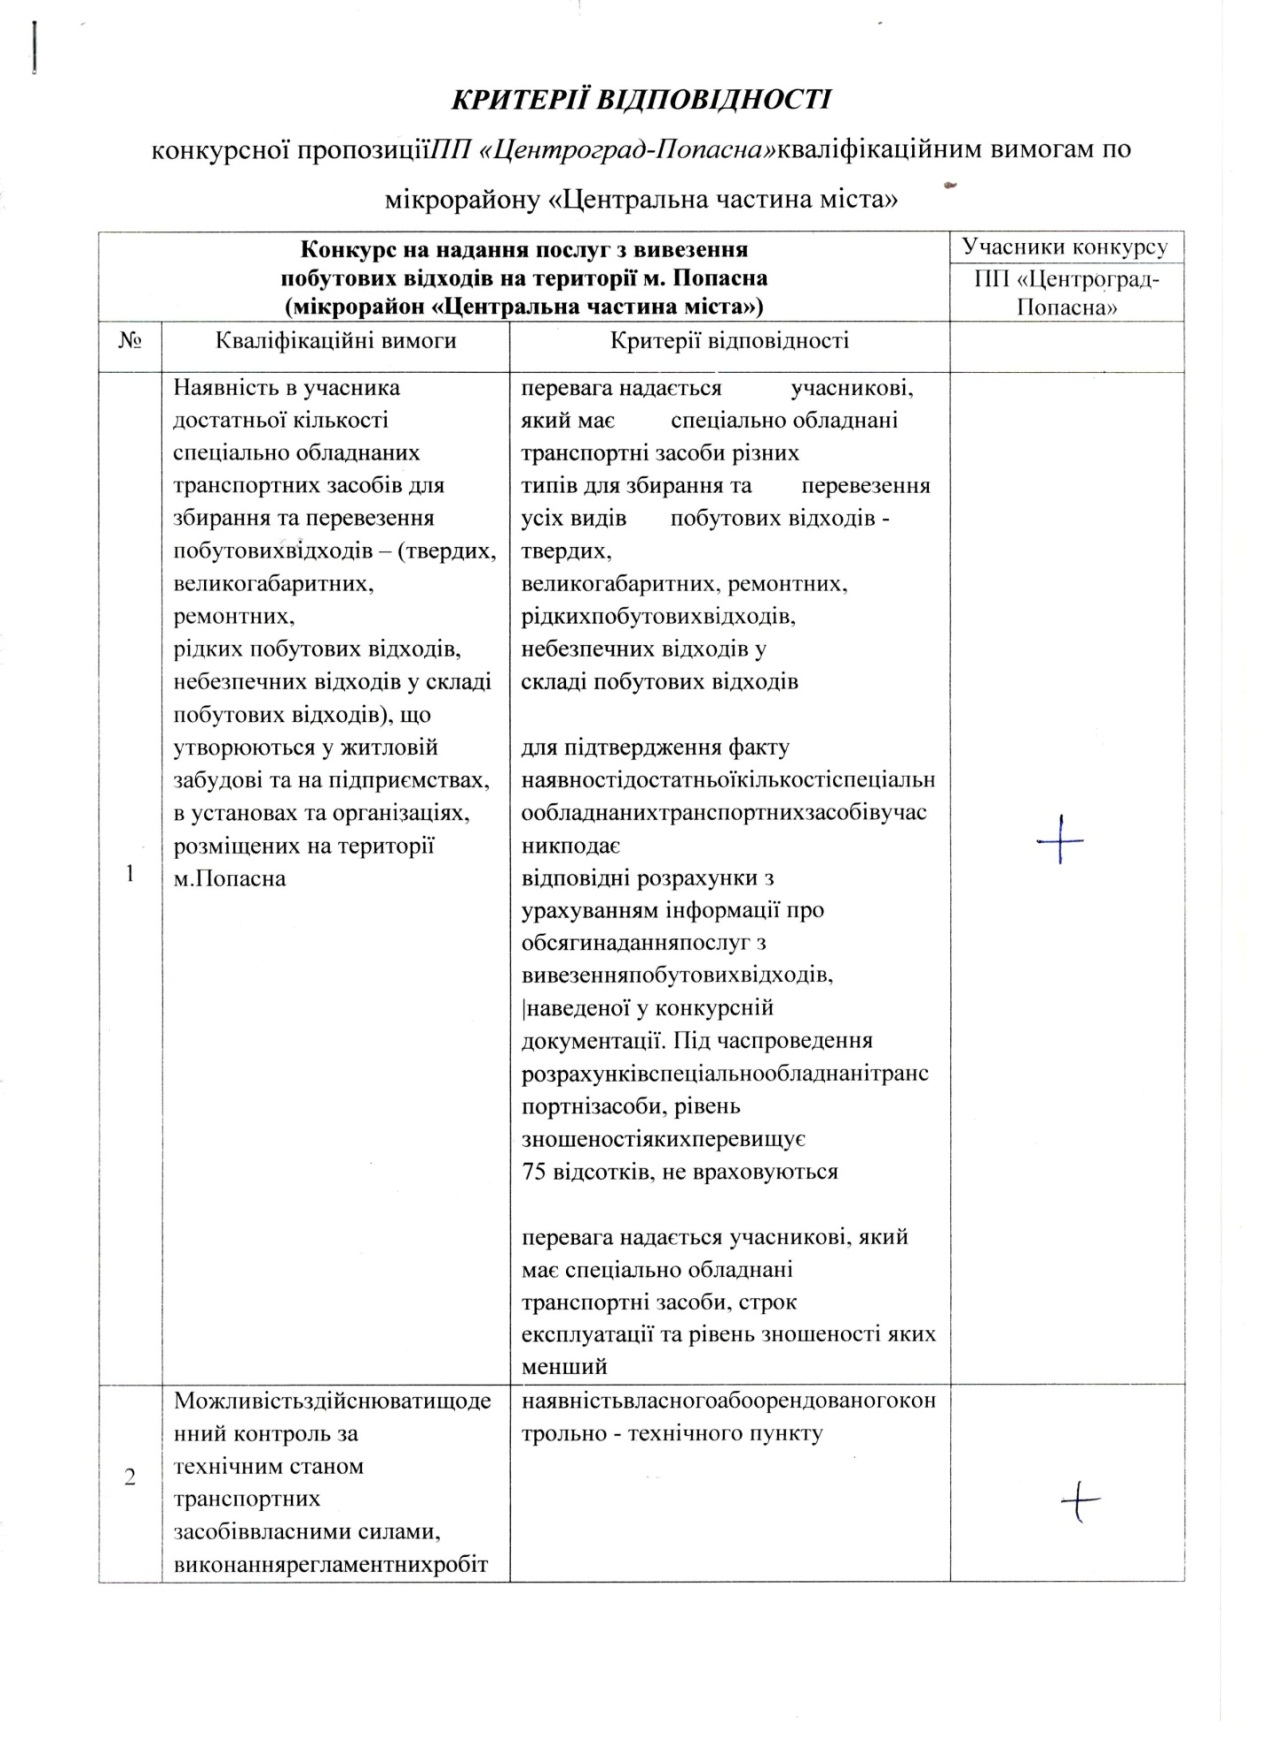 КРИТЕРІЇ ВІДПОВІДНОСТІ
конкурсної пропозиціїПП «Центроград-Попасна»кваліфікаційним вимогам по
мікрорайону «Центральна частина міста»
Конкурс на надання послуг з вивезення
побутових відходів на території м. Попасна
(мікрорайон «Центральна частина міста»)
Учасники конкурсу
ПП «Центроград-
Попасна»
№
Кваліфікаційні вимоги
Критерії відповідності
1
Наявність в учасника
достатньої кількості
спеціально обладнаних
транспортних засобів для
збирання та перевезення
побутовихвідходів – (твердих,
великогабаритних,
ремонтних,
рідких побутових відходів,
небезпечних відходів у складі
побутових відходів), що
утворюються у житловій
забудові та на підприємствах,
в установах та організаціях,
розміщених на території
м.Попасна
перевага надається учасникові,
який має спеціально обладнані
транспортні засоби різних
типів для збирання та перевезення
усіх видів побутових відходів -
твердих,
великогабаритних, ремонтних,
рідкихпобутовихвідходів,
небезпечних відходів у
складі побутових відходів
для підтвердження факту
наявностідостатньоїкількостіспеціальн
ообладнанихтранспортнихзасобівучас
никподає
відповідні розрахунки з
урахуванням інформації про
обсягинаданняпослуг з
вивезенняпобутовихвідходів,
|наведеної у конкурсній
документації. Під часпроведення
розрахунківспеціальнообладнанітранс
портнізасоби, рівень
зношеностіякихперевищує
75 відсотків, не враховуються
перевага надається учасникові, який
має спеціально обладнані
транспортні засоби, строк
експлуатації та рівень зношеності яких
менший
+
2
Можливістьздійснюватищоде
нний контроль за
технічним станом
транспортних
засобіввласними силами,
виконаннярегламентнихробіт
наявністьвласногоабоорендованогокон
трольно - технічного пункту
+